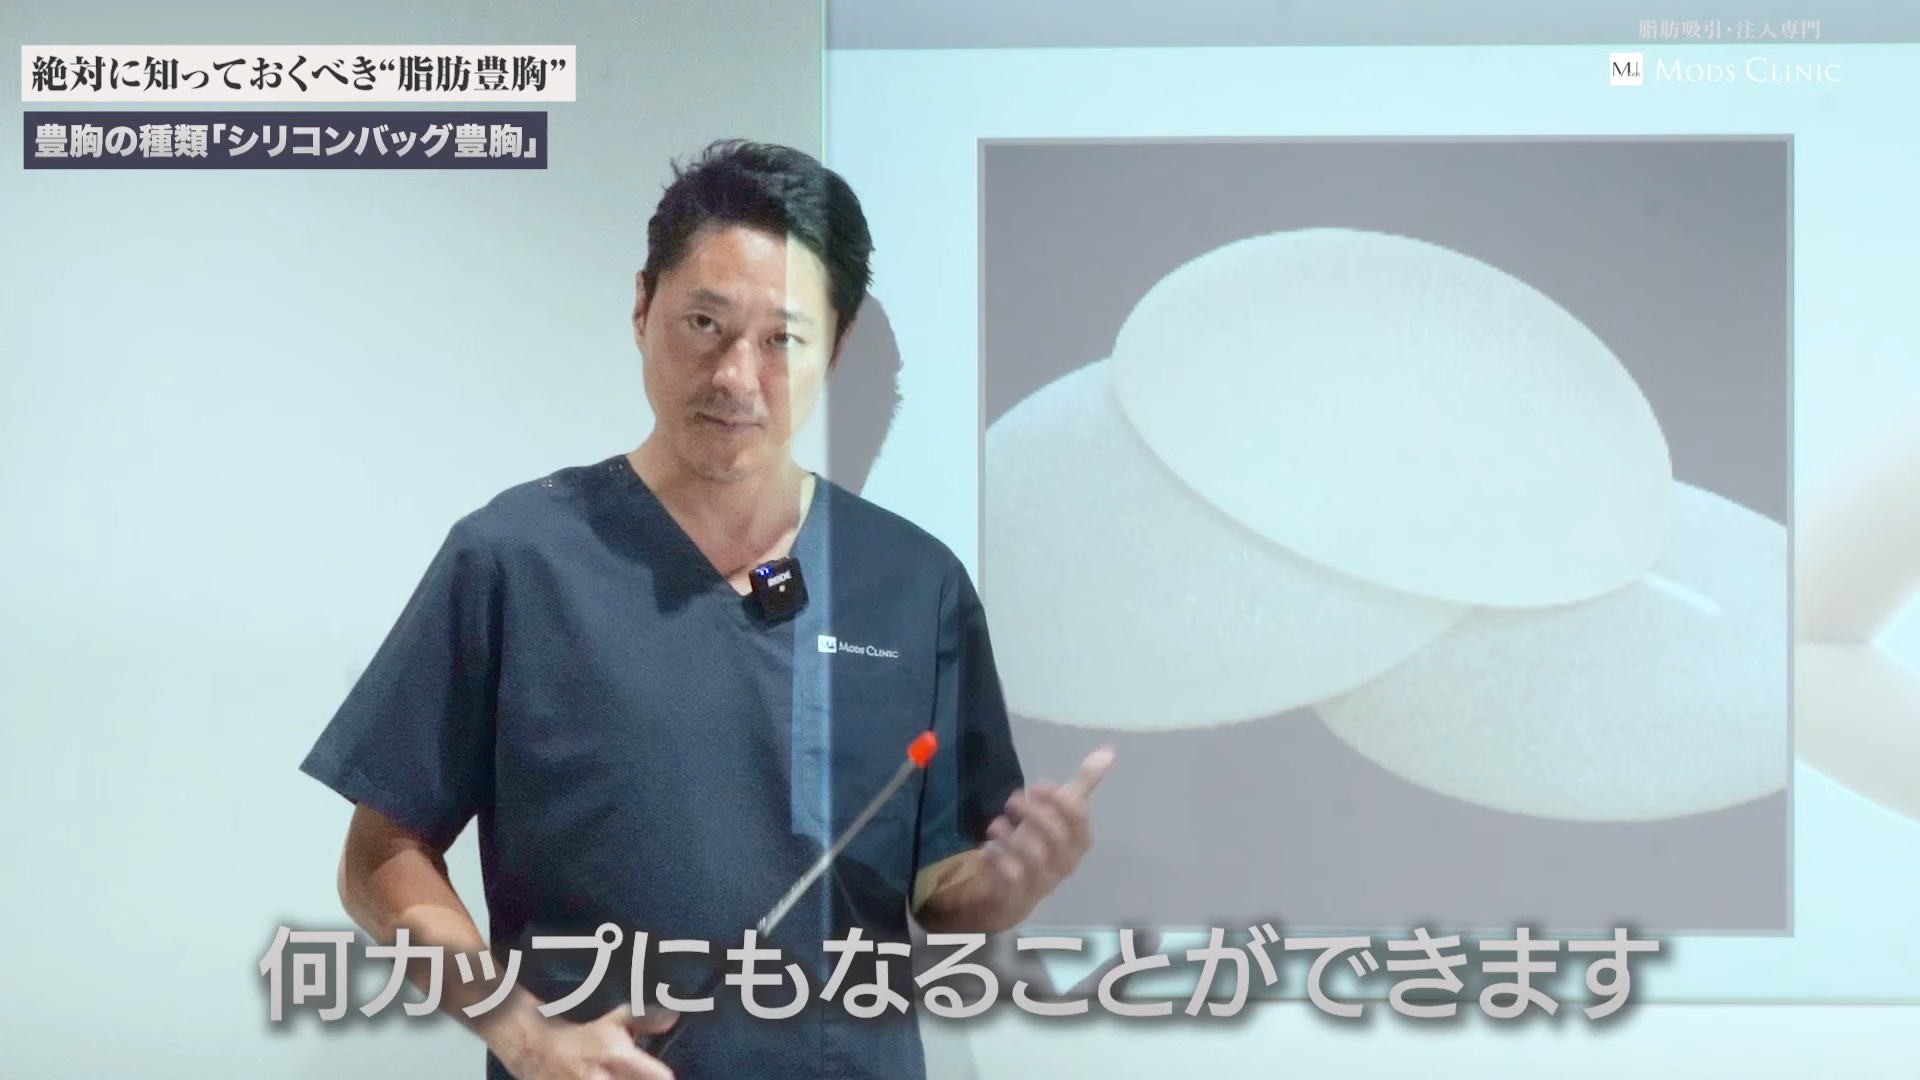 絶対に知っておくべき“脂肪豊胸”
豊胸の種類「シリコンバッグ豊胸」
脂肪吸引・注入専門
Mods MODS CLINIC
RØDE
MODS CLINIC
何カップにもなることができます